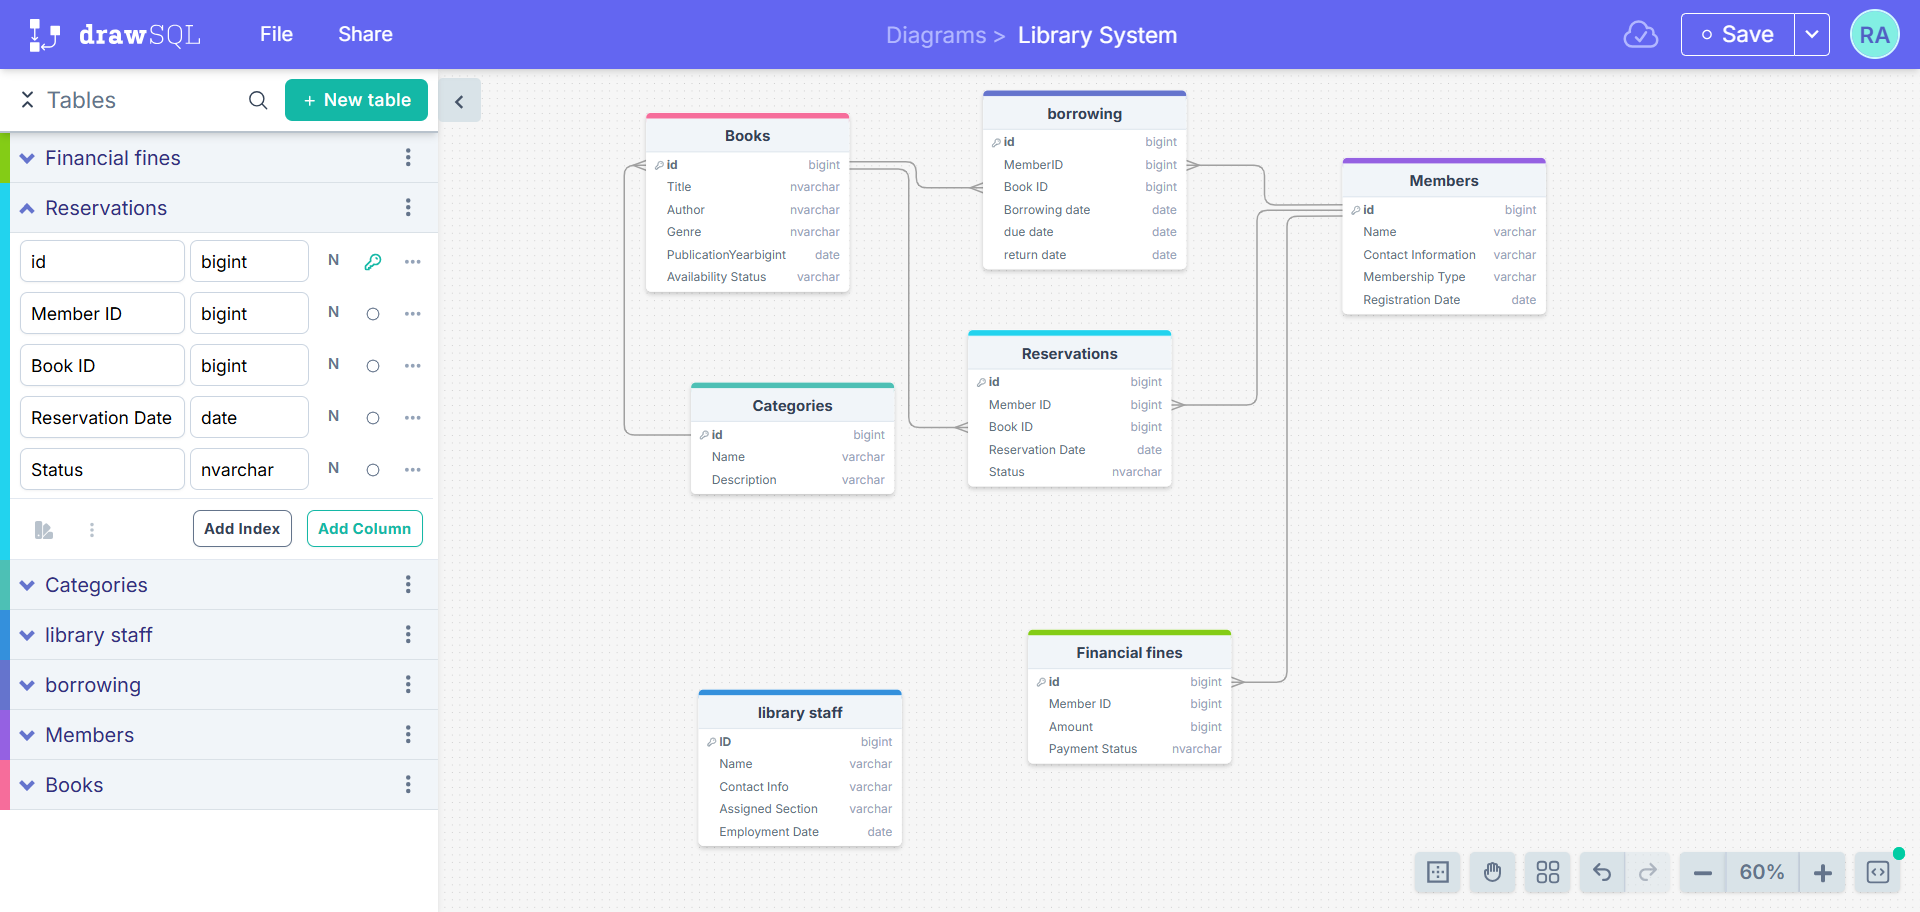 drawSQL
File
Share
Diagrams > Library System
Save
RA
Tables
+ New table
Financial fines
Reservations
id bigint N
Member ID bigint N
Book ID bigint N
Reservation Date date N
Status nvarchar N
Add Index
Add Column
Categories
library staff
borrowing
Members
Books
Books
id bigint
Title nvarchar
Author nvarchar
Genre nvarchar
PublicationYearbigint date
Availability Status varchar
borrowing
id bigint
MemberID bigint
Book ID bigint
Borrowing date date
due date date
return date date
Members
id bigint
Name varchar
Contact Information varchar
Membership Type varchar
Registration Date date
Reservations
id bigint
Member ID bigint
Book ID bigint
Reservation Date date
Status nvarchar
Categories
id bigint
Name varchar
Description varchar
Financial fines
id bigint
Member ID bigint
Amount bigint
Payment Status nvarchar
library staff
ID bigint
Name varchar
Contact Info varchar
Assigned Section varchar
Employment Date date
60%